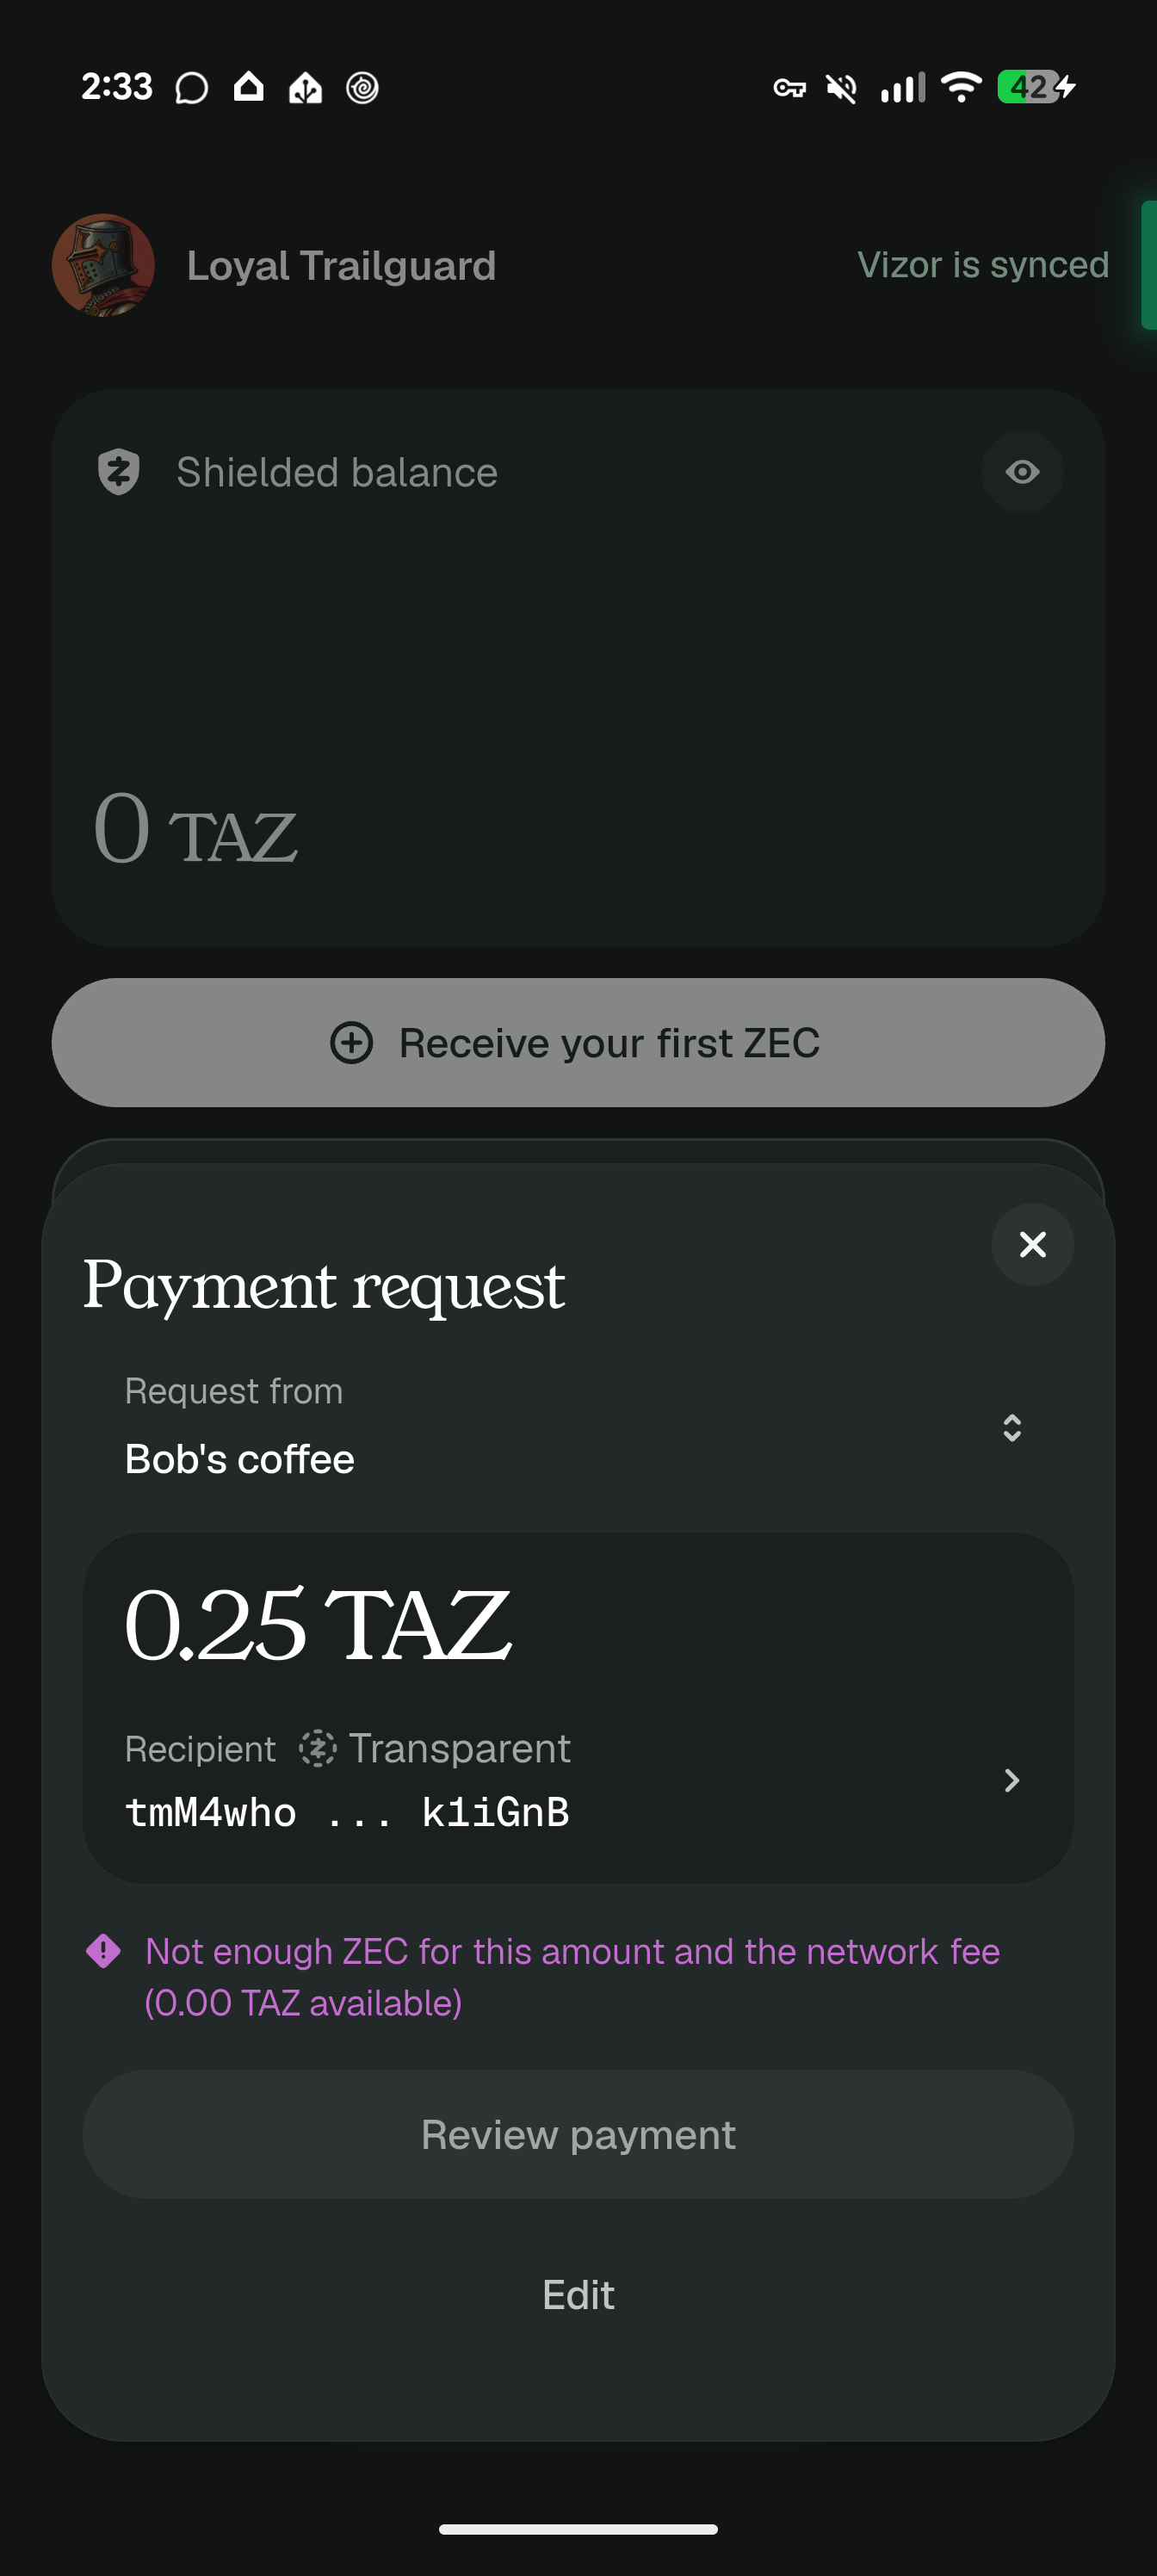 2:33
42
Loyal Trailguard
Vizor is synced
Shielded balance
0 TAZ
Receive your first ZEC
Payment request
Request from
Bob's coffee
0.25 TAZ
Recipient Transparent
tmM4who ... k1iGnB
Not enough ZEC for this amount and the network fee
(0.00 TAZ available)
Review payment
Edit